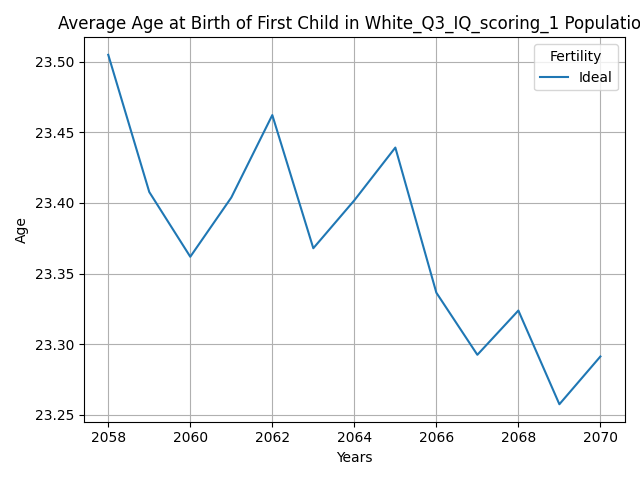 Average Age at Birth of First Child in White_Q3_IQ_scoring_1 Populatio
Fertility
Ideal
23.50
23.45
23.40
23.35
23.30
23.25
Age
2058 2060 2062 2064 2066 2068 2070
Years